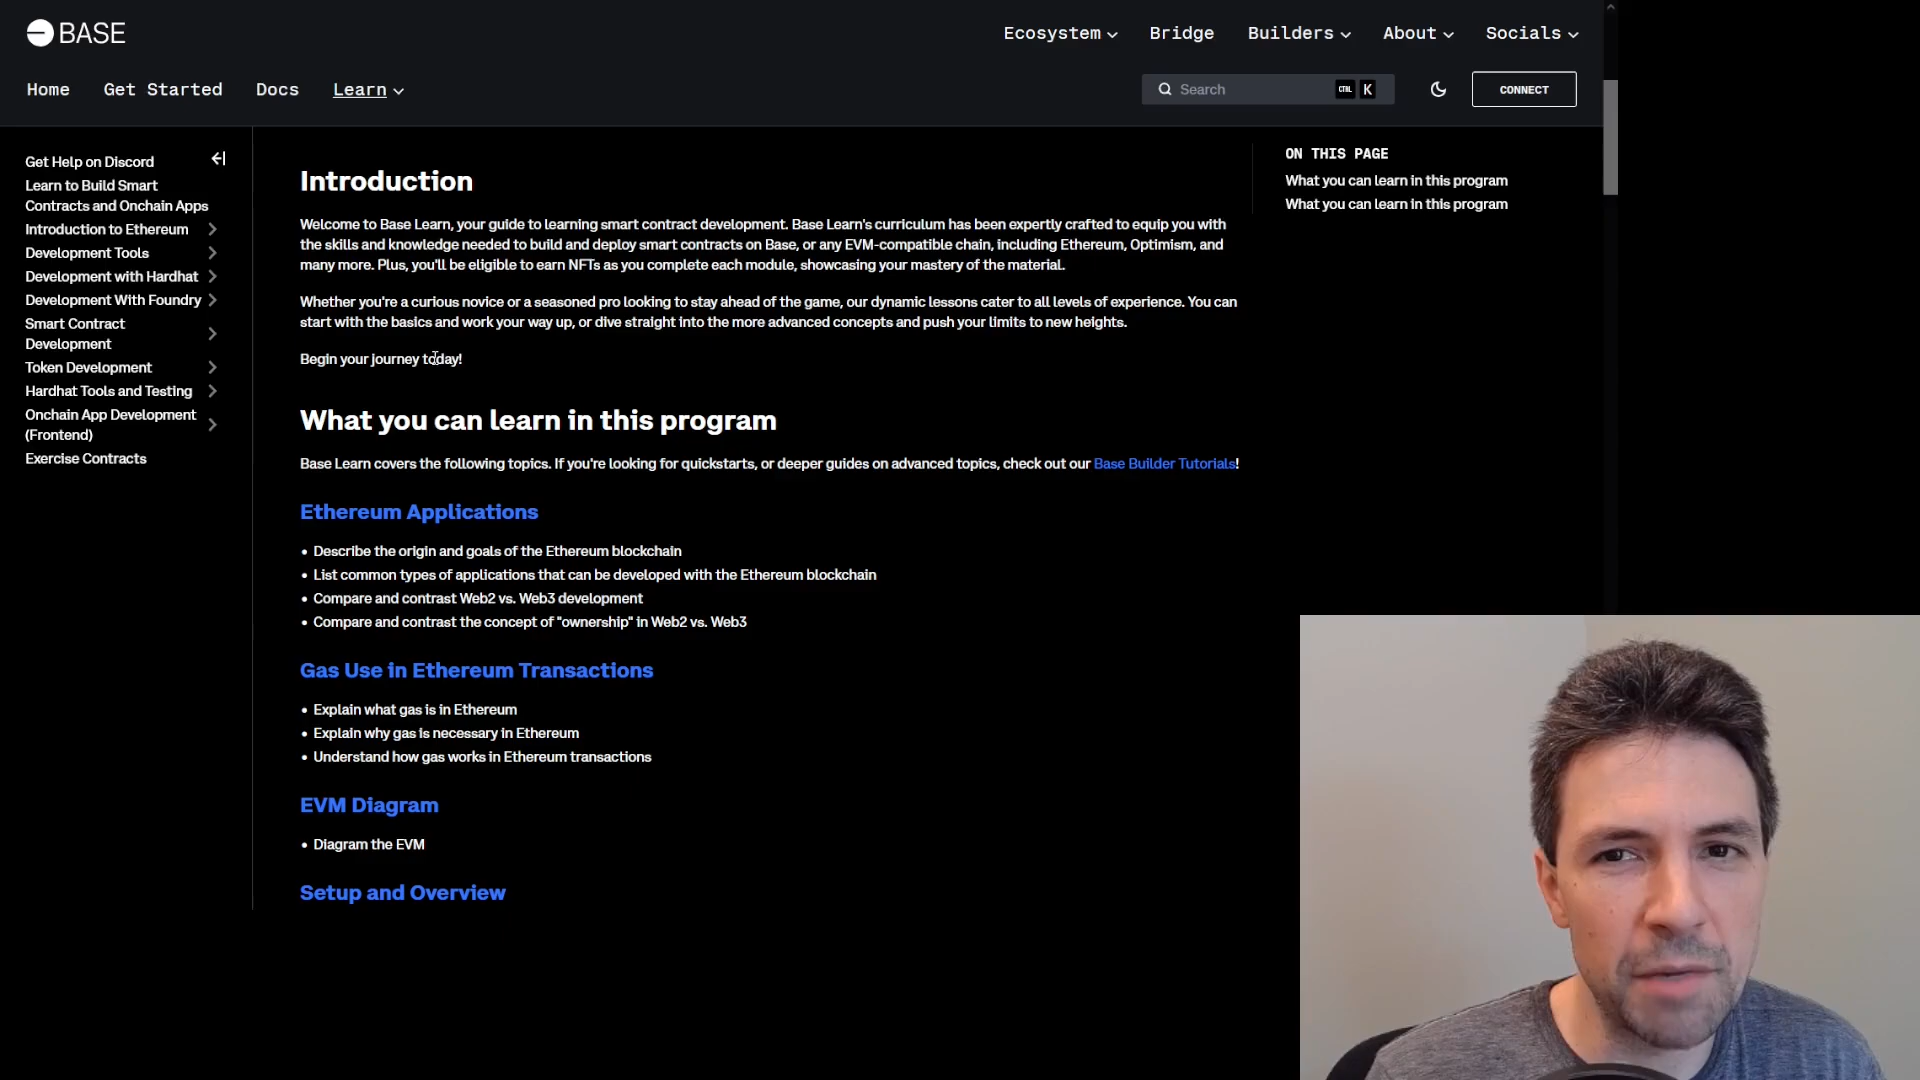 BASE
Ecosystem
Bridge
Builders
About
Socials
Home
Get Started
Docs
Learn
Search
CTRL K
CONNECT
Get Help on Discord
Learn to Build Smart
Contracts and Onchain Apps
Introduction to Ethereum
Development Tools
Development with Hardhat
Development With Foundry
Smart Contract
Development
Token Development
Hardhat Tools and Testing
Onchain App Development
(Frontend)
Exercise Contracts
Introduction
Welcome to Base Learn, your guide to learning smart contract development. Base Learn's curriculum has been expertly crafted to equip you with
the skills and knowledge needed to build and deploy smart contracts on Base, or any EVM-compatible chain, including Ethereum, Optimism, and
many more. Plus, you'll be eligible to earn NFTs as you complete each module, showcasing your mastery of the material.
Whether you're a curious novice or a seasoned pro looking to stay ahead of the game, our dynamic lessons cater to all levels of experience. You can
start with the basics and work your way up, or dive straight into the more advanced concepts and push your limits to new heights.
Begin your journey today!
What you can learn in this program
Base Learn covers the following topics. If you're looking for quickstarts, or deeper guides on advanced topics, check out our Base Builder Tutorials!
Ethereum Applications
• Describe the origin and goals of the Ethereum blockchain
• List common types of applications that can be developed with the Ethereum blockchain
• Compare and contrast Web2 vs. Web3 development
• Compare and contrast the concept of "ownership" in Web2 vs. Web3
Gas Use in Ethereum Transactions
• Explain what gas is in Ethereum
• Explain why gas is necessary in Ethereum
• Understand how gas works in Ethereum transactions
EVM Diagram
• Diagram the EVM
Setup and Overview
ON THIS PAGE
What you can learn in this program
What you can learn in this program